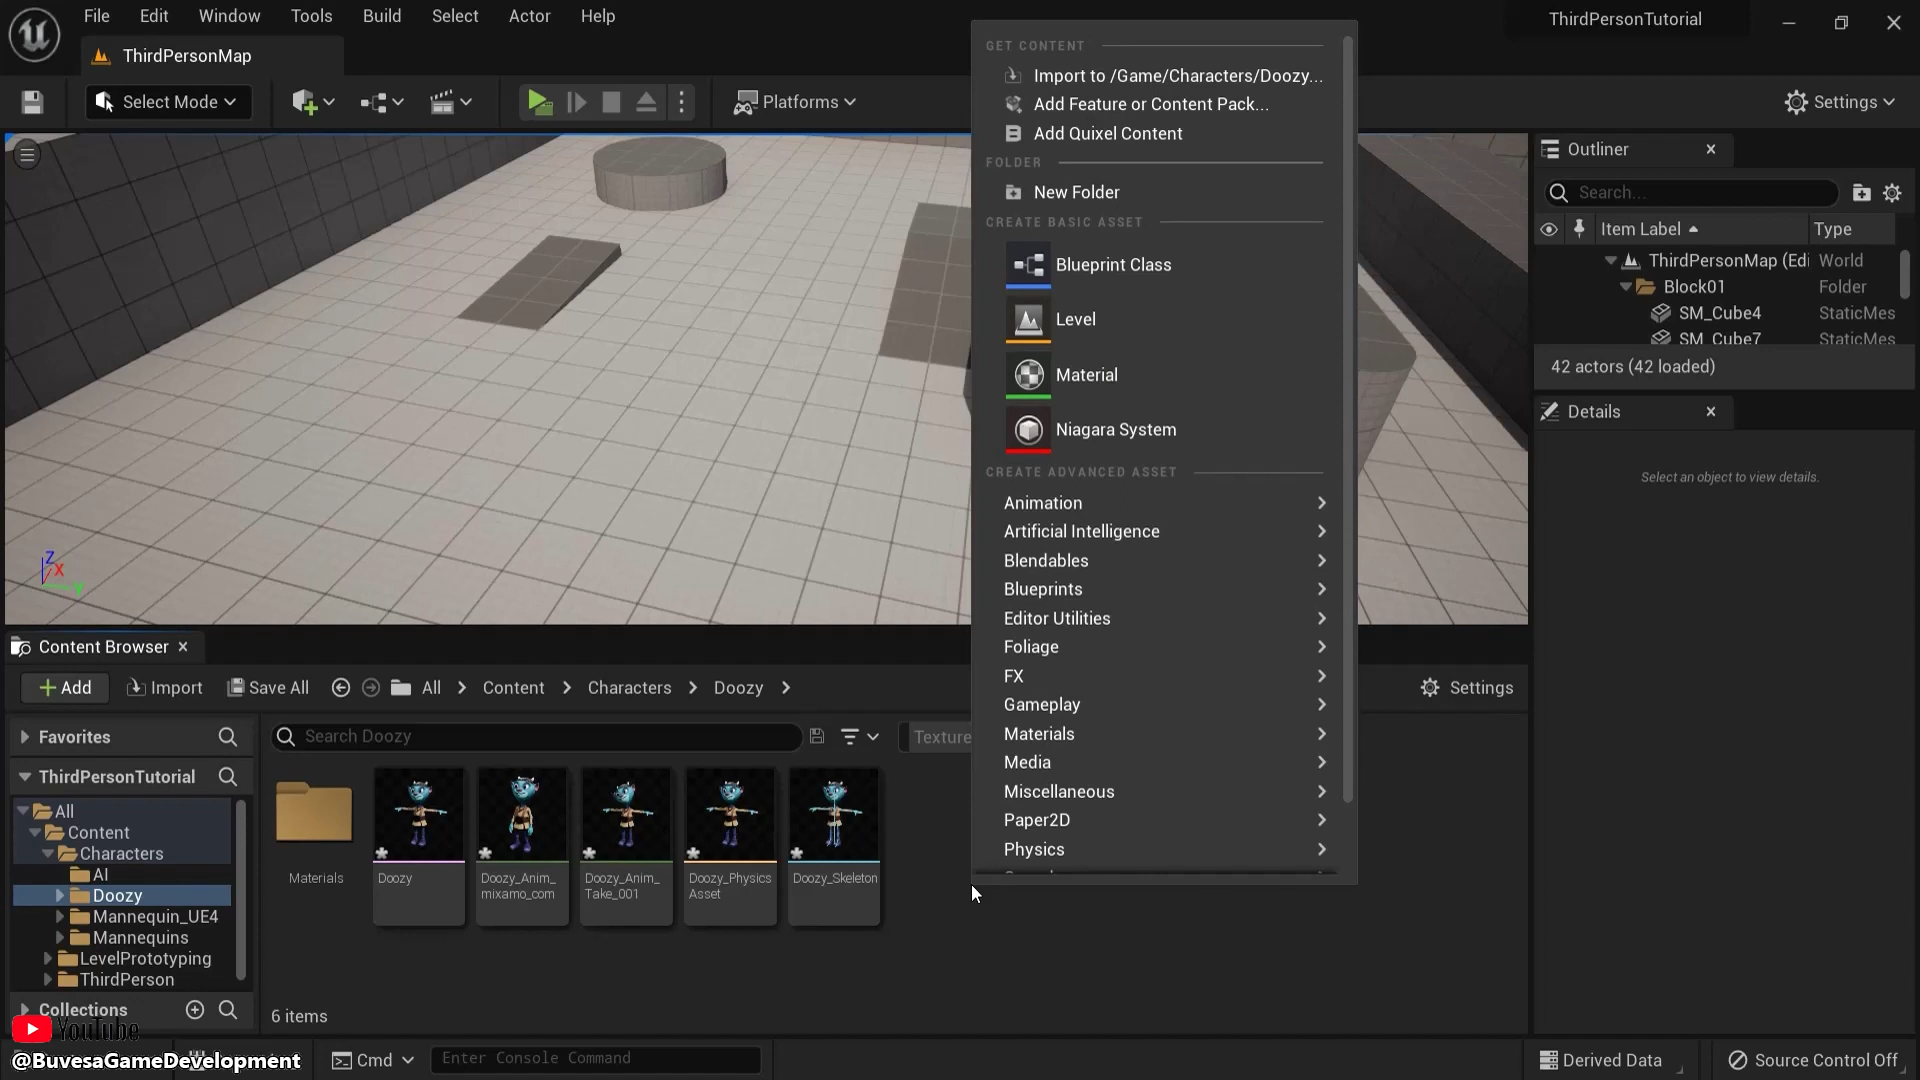 File Edit Window Tools Build Select Actor Help
ThirdPersonTutorial
ThirdPersonMap
Select Mode
Platforms
Settings
GET CONTENT
Import to /Game/Characters/Doozy...
Add Feature or Content Pack...
Add Quixel Content
FOLDER
New Folder
CREATE BASIC ASSET
Blueprint Class
Level
Material
Niagara System
CREATE ADVANCED ASSET
Animation
Artificial Intelligence
Blendables
Blueprints
Editor Utilities
Foliage
FX
Gameplay
Materials
Media
Miscellaneous
Paper2D
Physics
Outliner
Search...
Item Label Type
ThirdPersonMap (Edi World
Block01 Folder
SM_Cube4 StaticMes
SM_Cube7 StaticMes
42 actors (42 loaded)
Details
Select an object to view details.
Z
X
Y
Content Browser
Add Import Save All All Content Characters Doozy
Settings
Favorites
Search Doozy
Texture
ThirdPersonTutorial
All
Content
Characters
AI
Doozy
Mannequin_UE4
Mannequins
LevelPrototyping
ThirdPerson
Collections
Materials
Doozy
Doozy_Anim_
mixamo_com
Doozy_Anim_
Take_001
Doozy_Physics
Asset
Doozy_Skeleton
6 items
YouTube
@BuvesaGameDevelopment
Cmd
Enter Console Command
Derived Data
Source Control Off